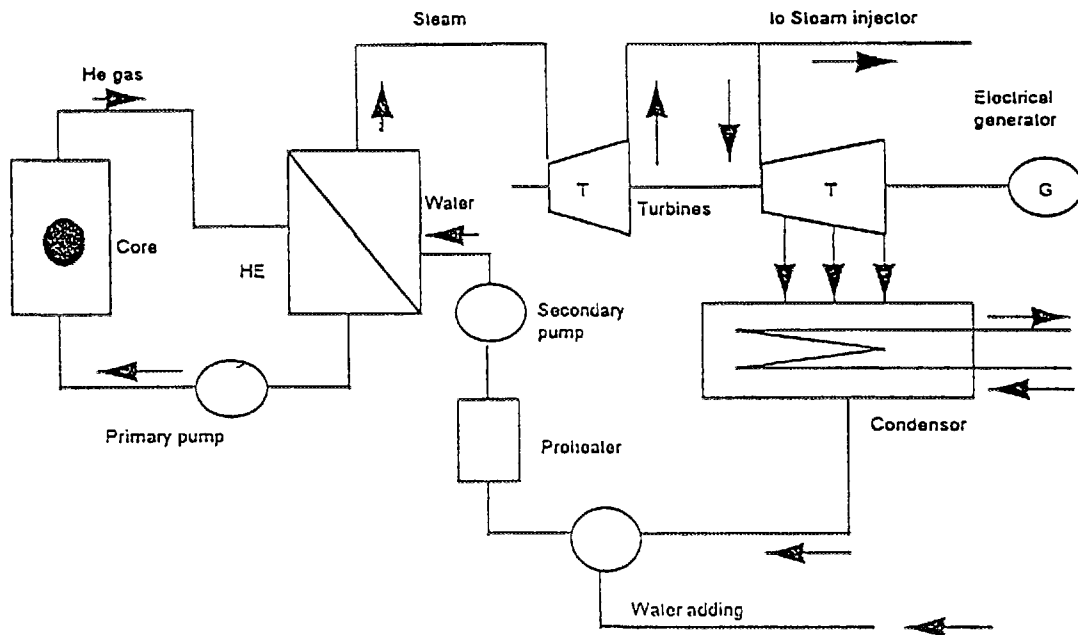 Steam
to Steam injector
He gas
Electrical
generator
T
T
G
Water
Turbines
Core
HE
Secondary
pump
Condensor
Primary pump
Preheater
Water adding